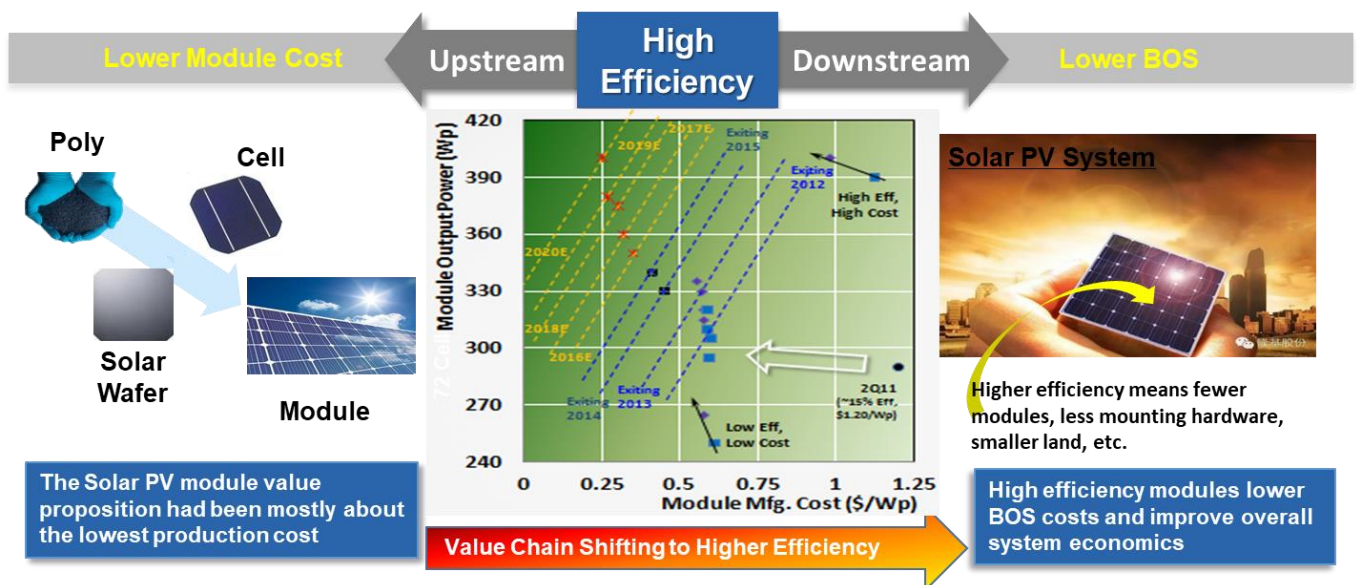 Lower Module Cost
Upstream
High
Efficiency
Downstream
Lower BOS
Poly
Cell
Solar
Wafer
Module
72 Cell Module Output Power (Wp)
420
390
360
330
300
270
240
2017E
2019E
Exiting
2015
Exiting
2012
High Eff,
High Cost
2020E
2018E
2016E
Exiting
2014
Exiting
2013
Low Eff,
Low Cost
2Q11
(~15% Eff,
$1.20/Wp)
0
0.25
0.5
0.75
1
1.25
Module Mfg. Cost ($/Wp)
Solar PV System
隆基股份
Higher efficiency means fewer
modules, less mounting hardware,
smaller land, etc.
The Solar PV module value
proposition had been mostly about
the lowest production cost
Value Chain Shifting to Higher Efficiency
High efficiency modules lower
BOS costs and improve overall
system economics